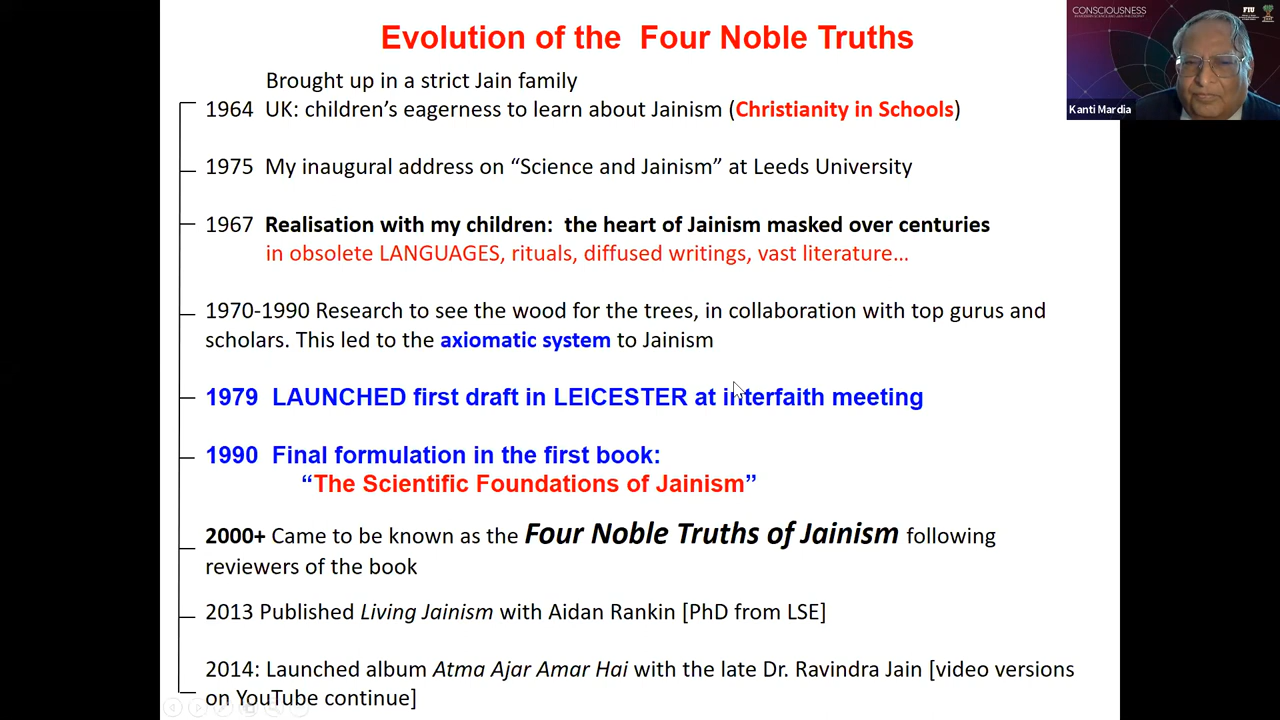 Evolution of the  Four Noble Truths
Brought up in a strict Jain family
1964  UK: children’s eagerness to learn about Jainism (Christianity in Schools)
1975  My inaugural address on “Science and Jainism” at Leeds University
1967  Realisation with my children:  the heart of Jainism masked over centuries
in obsolete LANGUAGES, rituals, diffused writings, vast literature…
1970-1990 Research to see the wood for the trees, in collaboration with top gurus and
scholars. This led to the axiomatic system to Jainism
1979  LAUNCHED first draft in LEICESTER at interfaith meeting
1990  Final formulation in the first book:
“The Scientific Foundations of Jainism”
2000+ Came to be known as the Four Noble Truths of Jainism following
reviewers of the book
2013 Published Living Jainism with Aidan Rankin [PhD from LSE]
2014: Launched album Atma Ajar Amar Hai with the late Dr. Ravindra Jain [video versions
on YouTube continue]
CONSCIOUSNESS
FIU
Kanti Mardia